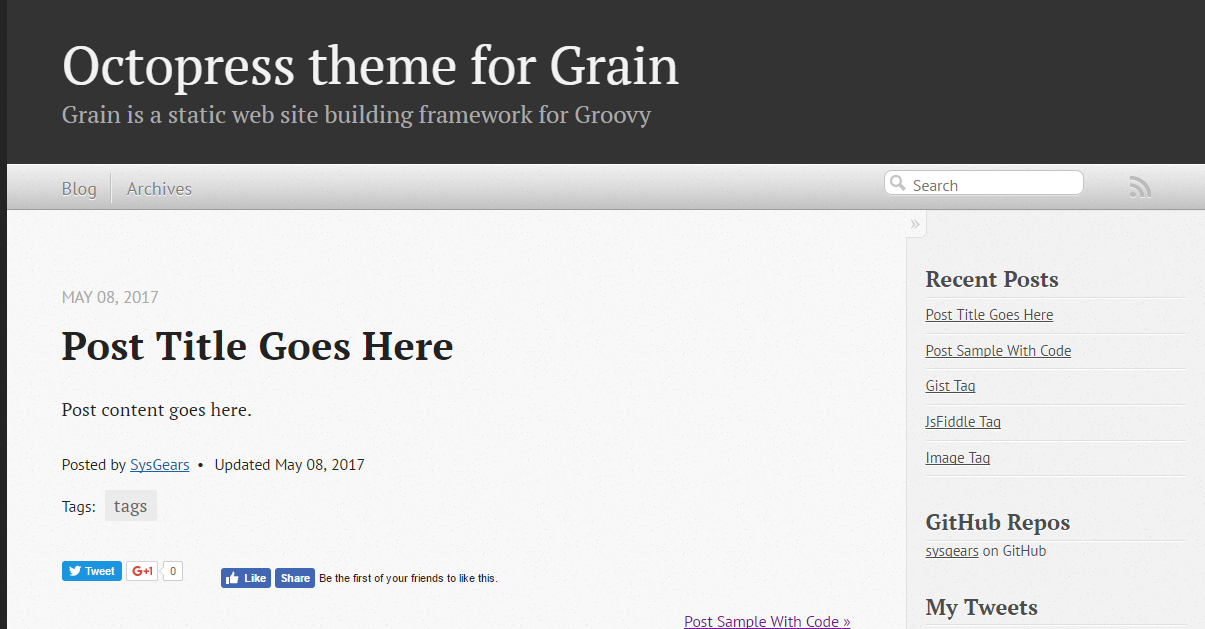 Octopress theme for Grain
Grain is a static web site building framework for Groovy
Blog
Archives
Search
»
MAY 08, 2017
Post Title Goes Here
Post content goes here.
Posted by SysGears • Updated May 08, 2017
Tags: tags
Tweet
G+1
0
Like
Share
Be the first of your friends to like this.
Post Sample With Code »
Recent Posts
Post Title Goes Here
Post Sample With Code
Gist Tag
JsFiddle Tag
Image Tag
GitHub Repos
sysgears on GitHub
My Tweets